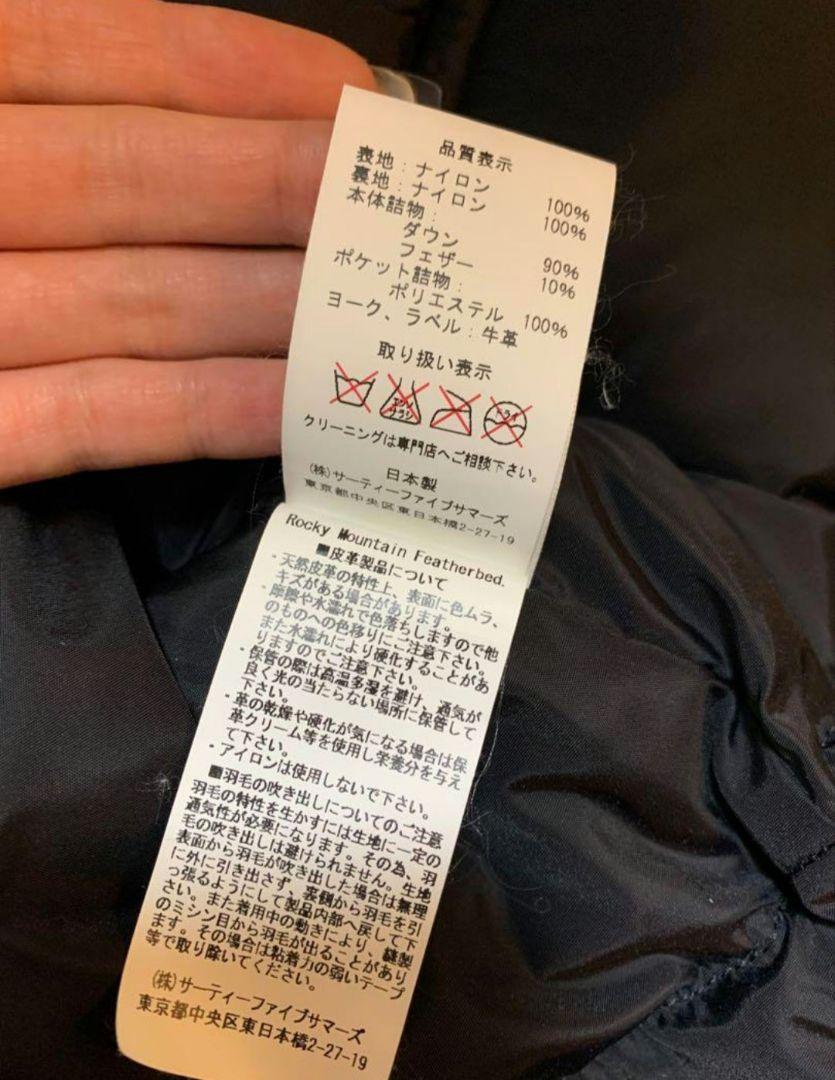 品質表示
表地:ナイロン 100%
裏地:ナイロン 100%
本体詰物:
ダウン 90%
フェザー 10%
ポケット詰物:
ポリエステル 100%
ヨーク、ラベル:牛革
取り扱い表示
エンソ
サラシ
ドライ
クリーニングは専門店へご相談下さい。
日本製
(株)サーティーファイブサマーズ
東京都中央区東日本橋2-27-19
Rocky Mountain Featherbed.
■皮革製品について
・天然皮革の特性上、表面に色ムラ、
キズがある場合があります。
・摩擦や水濡れで色落ちしますので他
のものへの色移りにご注意下さい。
また水濡れにより硬化することがあ
りますのでご注意下さい。
・保管の際は高温多湿を避け、通気が
良く光の当たらない場所に保管して
下さい。
・革の乾燥や硬化が気になる場合は保
革クリーム等を使用し栄養分を与え
て下さい。
・アイロンは使用しないで下さい。
■羽毛の吹き出しについてのご注意
羽毛の特性を生かすには生地に一定の
通気性が必要になります。その為、羽
毛の吹き出しは避けられません。生地
表面から羽毛が吹き出した場合は無理
に外に引き出さず、裏側から羽毛を引
っ張るようにして製品内部へ戻して下
さい。また着用中の動きにより、縫製
のミシン目から羽毛が出ることがあり
ます。その場合は粘着力の弱いテープ
等で取り除いてください。
(株)サーティーファイブサマーズ
東京都中央区東日本橋2-27-19